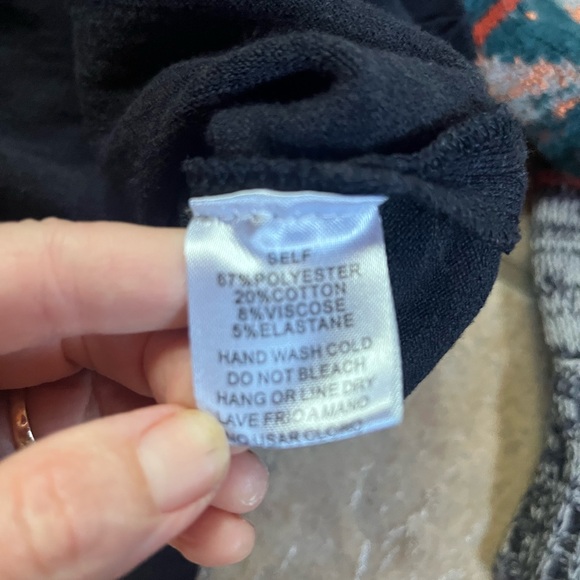 SELF
67%POLYESTER
20%COTTON
8%VISCOSE
5%ELASTANE
HAND WASH COLD
DO NOT BLEACH
HANG OR LINE DRY
LAVE FRIO A MANO
NO USAR CLORO